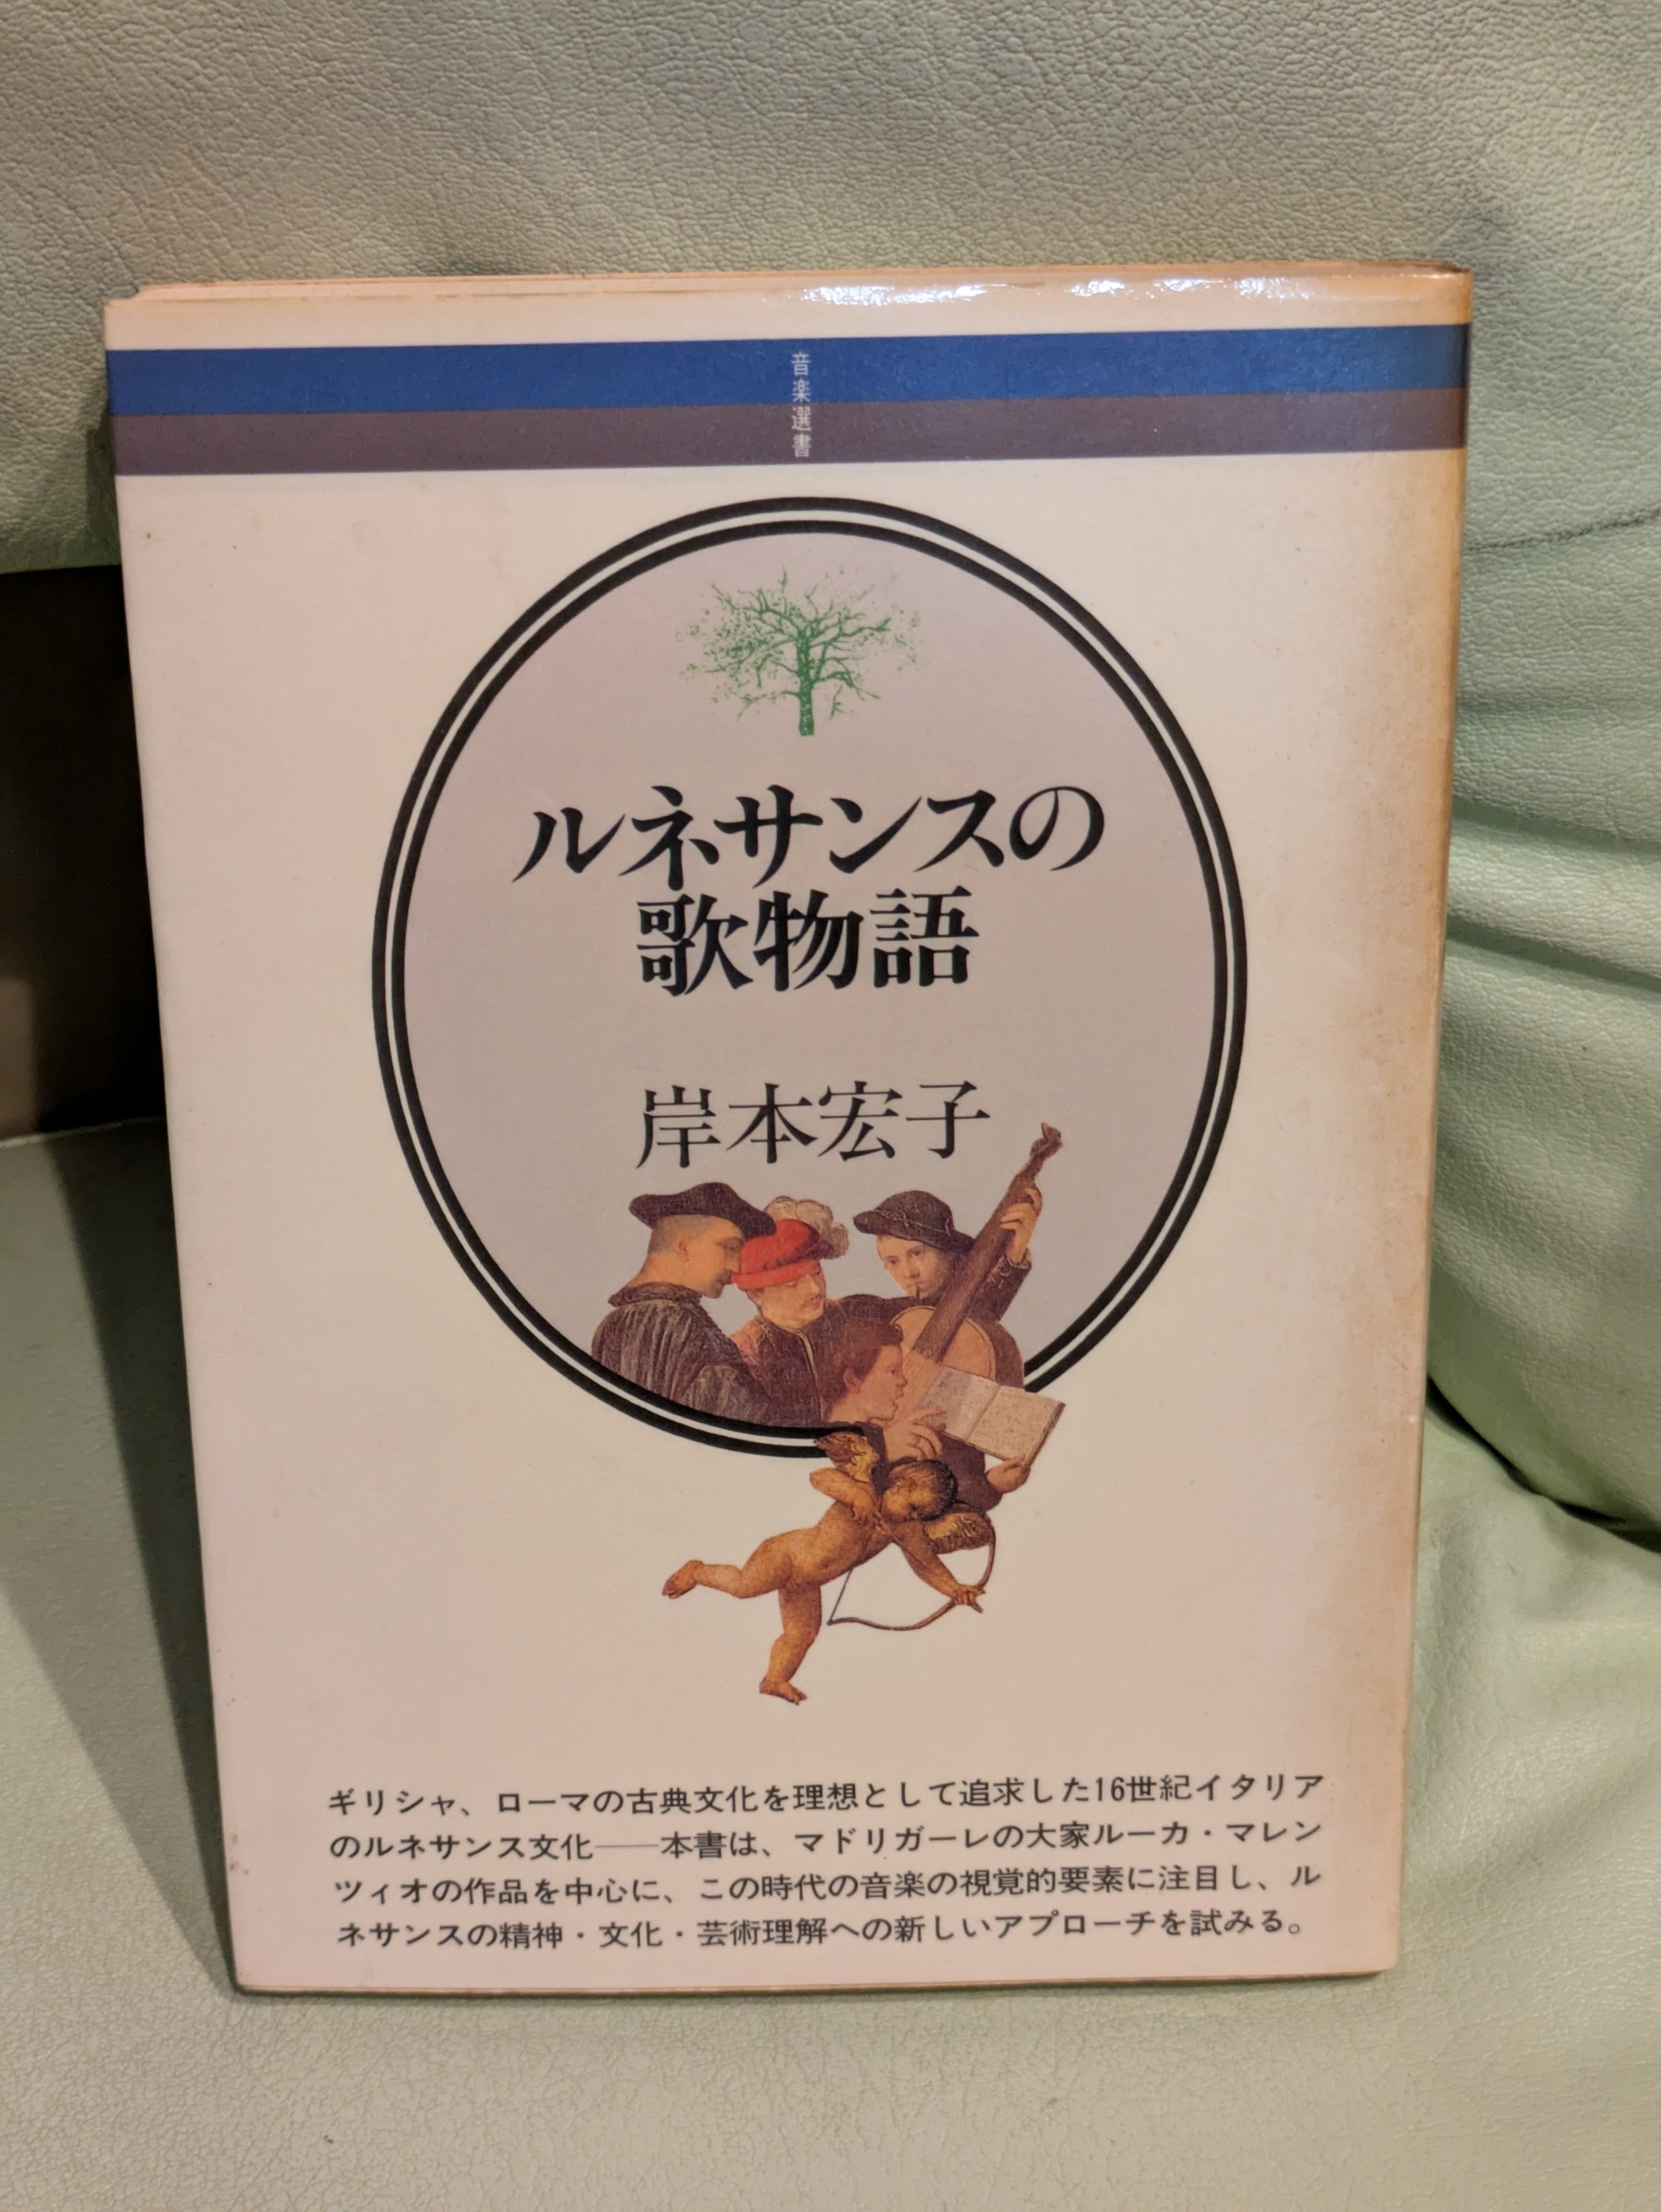 音楽選書
ルネサンスの
歌物語
岸本宏子
ギリシャ、ローマの古典文化を理想として追求した16世紀イタリア
のルネサンス文化──本書は、マドリガーレの大家ルーカ・マレン
ツィオの作品を中心に、この時代の音楽の視覚的要素に注目し、ル
ネサンスの精神・文化・芸術理解への新しいアプローチを試みる。